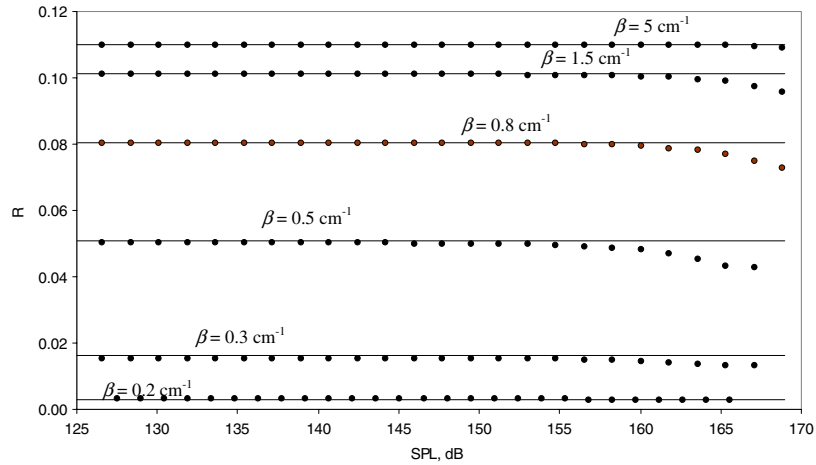 0.12
0.10
0.08
0.06
0.04
0.02
0.00
R
β = 5 cm⁻¹
β = 1.5 cm⁻¹
β = 0.8 cm⁻¹
β = 0.5 cm⁻¹
β = 0.3 cm⁻¹
β = 0.2 cm⁻¹
125 130 135 140 145 150 155 160 165 170
SPL, dB